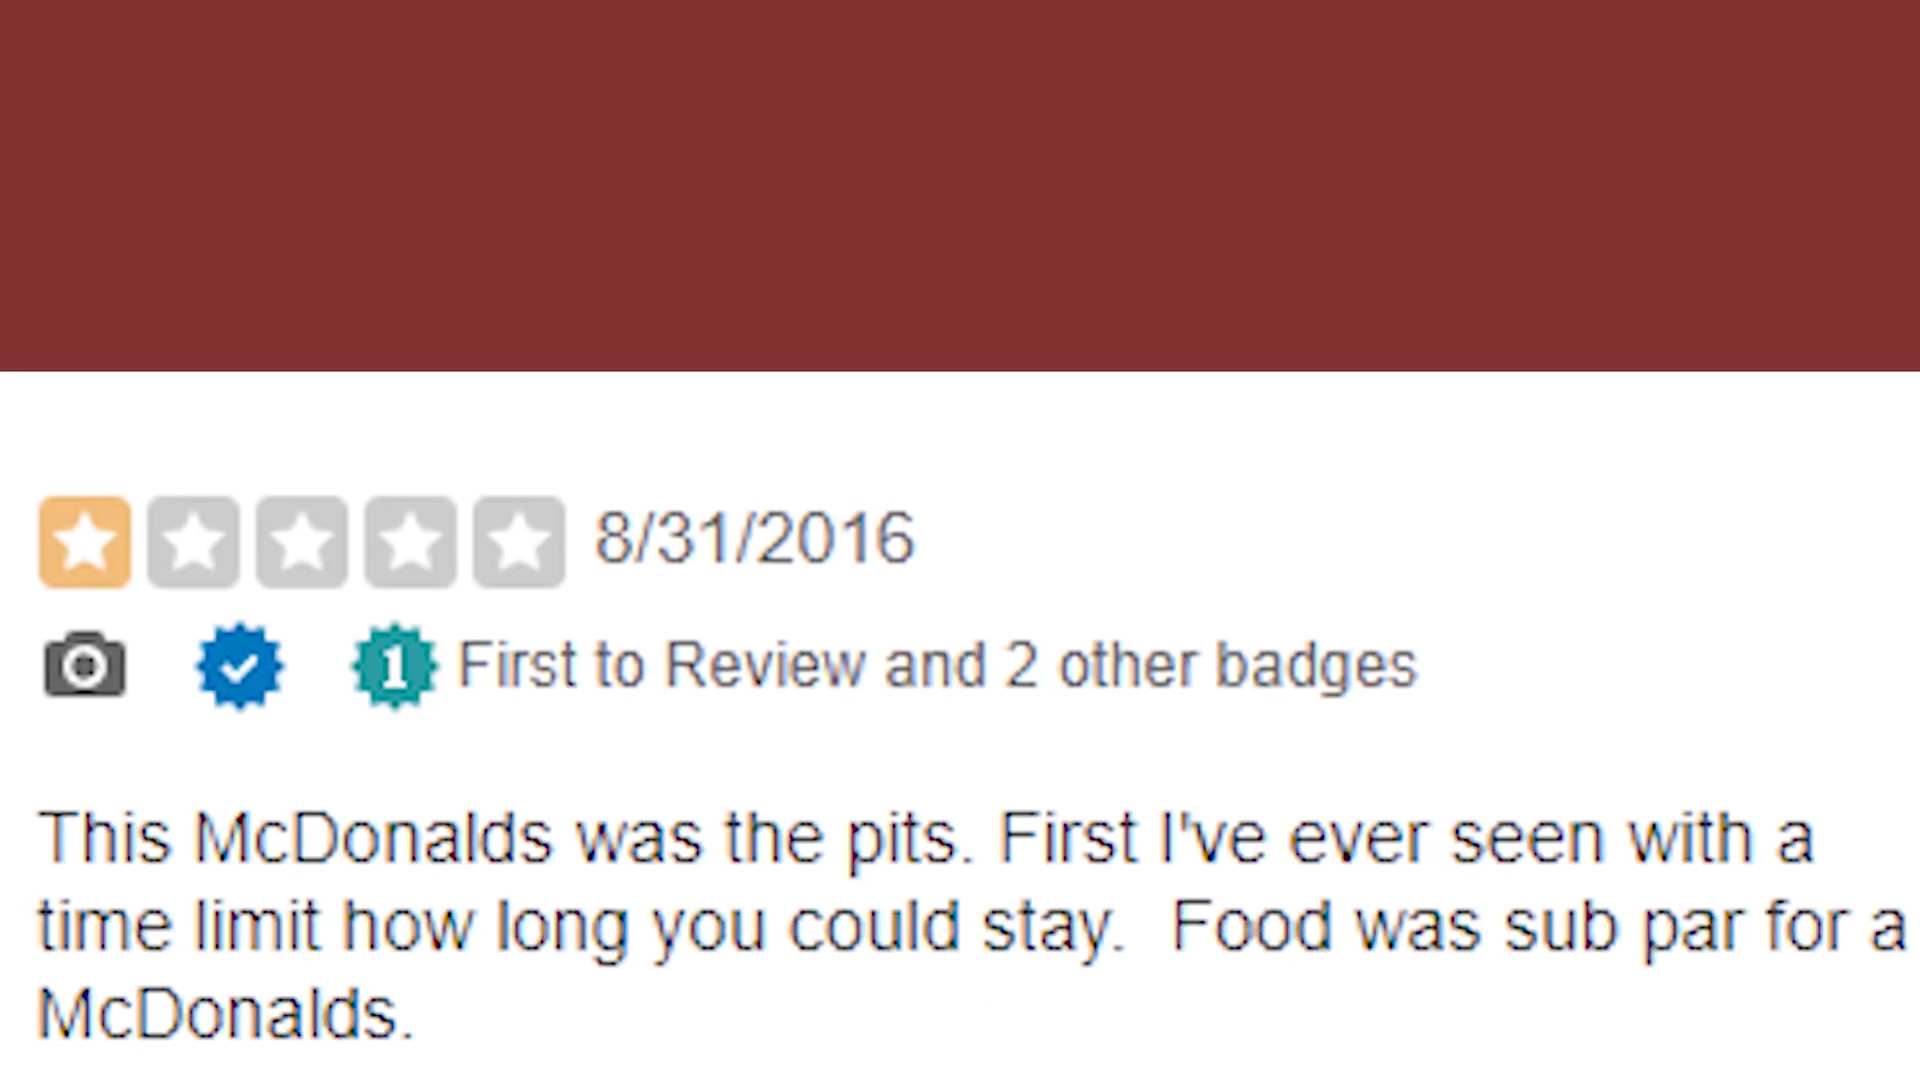 8/31/2016
1 First to Review and 2 other badges
This McDonalds was the pits. First I've ever seen with a
time limit how long you could stay.  Food was sub par for a
McDonalds.